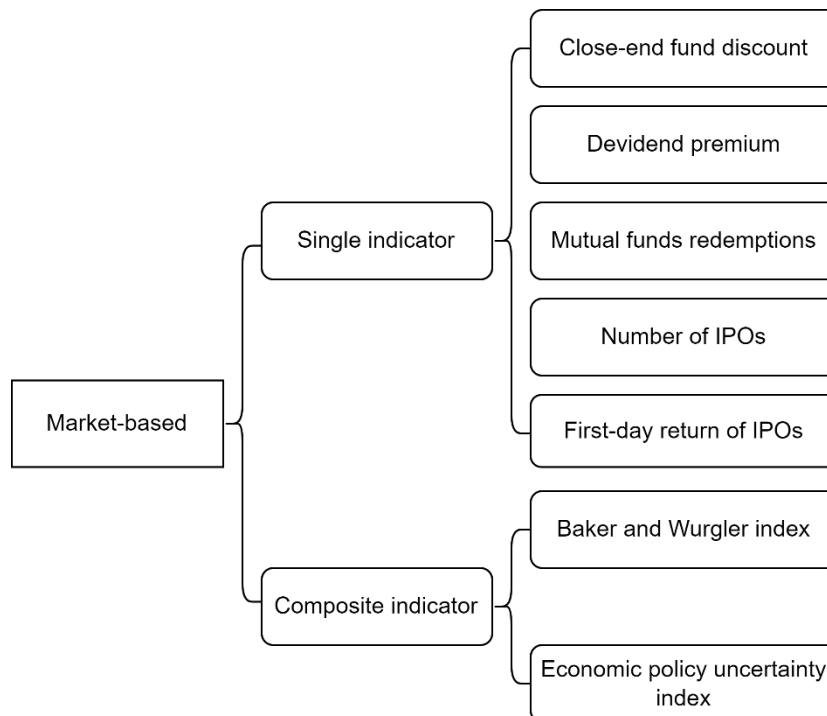 Close-end fund discount
Devidend premium
Single indicator
Mutual funds redemptions
Number of IPOs
Market-based
First-day return of IPOs
Baker and Wurgler index
Composite indicator
Economic policy uncertainty
index